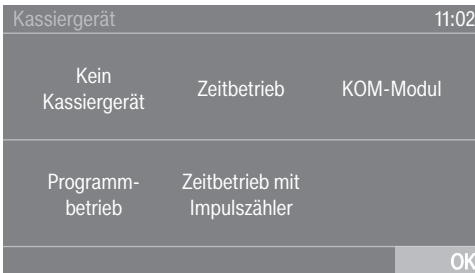 Kassiergerät 11:02
Kein
Kassiergerät
Zeitbetrieb
KOM-Modul
Programm-
betrieb
Zeitbetrieb mit
Impulszähler
OK